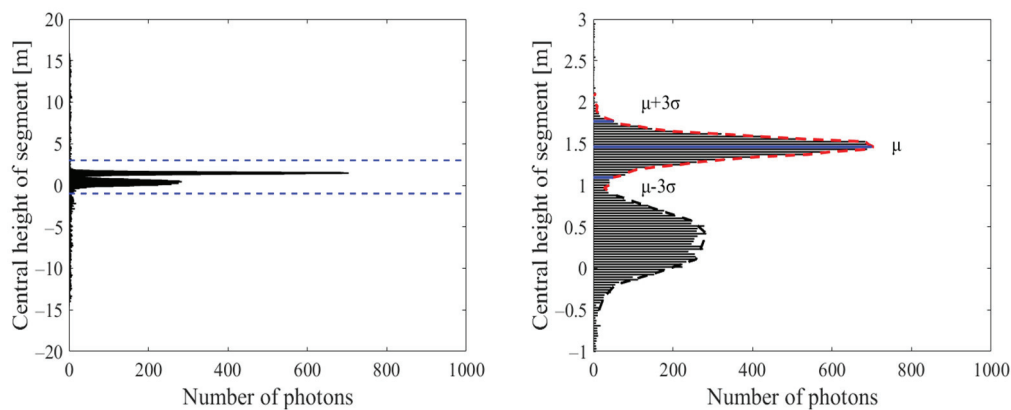 Central height of segment [m]
20
15
10
5
0
−5
−10
−15
−20
0 200 400 600 800 1000
Number of photons
Central height of segment [m]
3
2.5
2
1.5
1
0.5
0
−0.5
−1
μ+3σ
μ
μ-3σ
0 200 400 600 800 1000
Number of photons